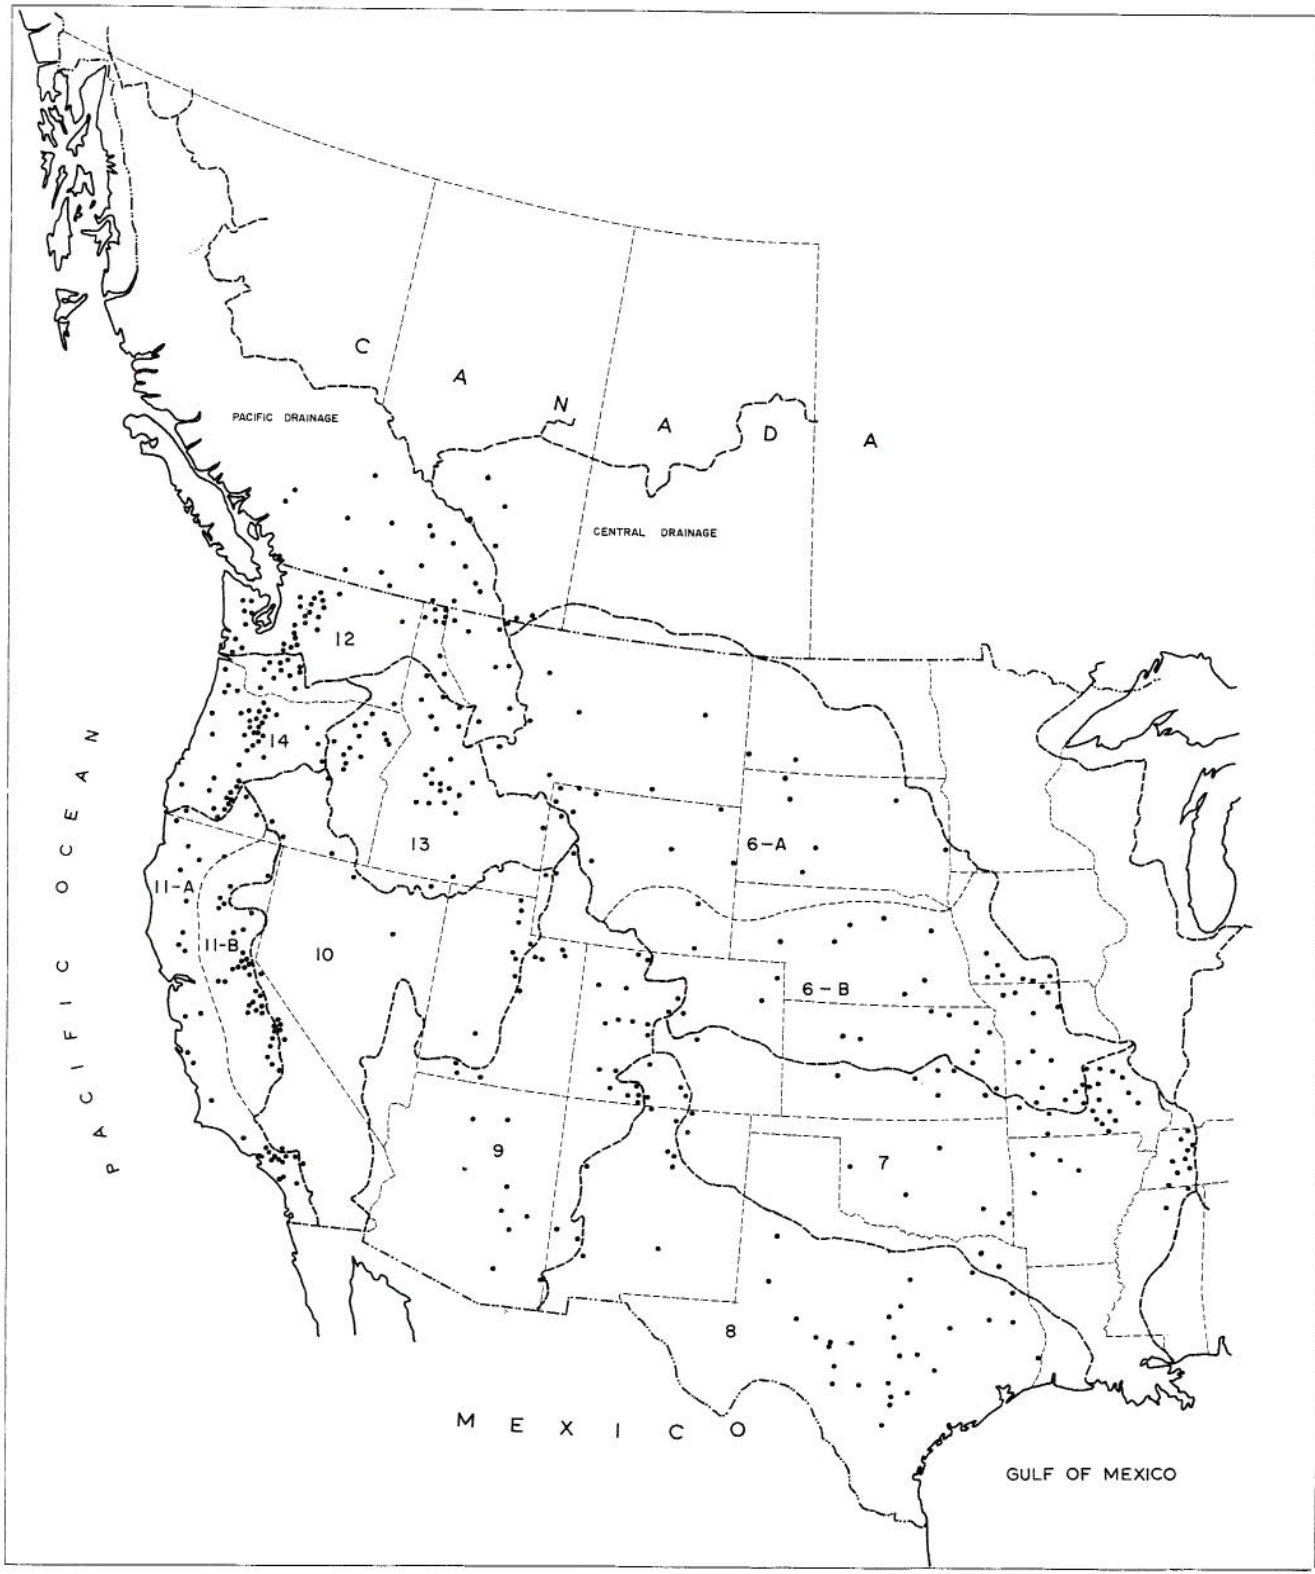 C A N A D A
PACIFIC DRAINAGE
CENTRAL DRAINAGE
12
14
13
6-A
11-A
11-B
10
6-B
PACIFIC OCEAN
9
7
8
MEXICO
GULF OF MEXICO